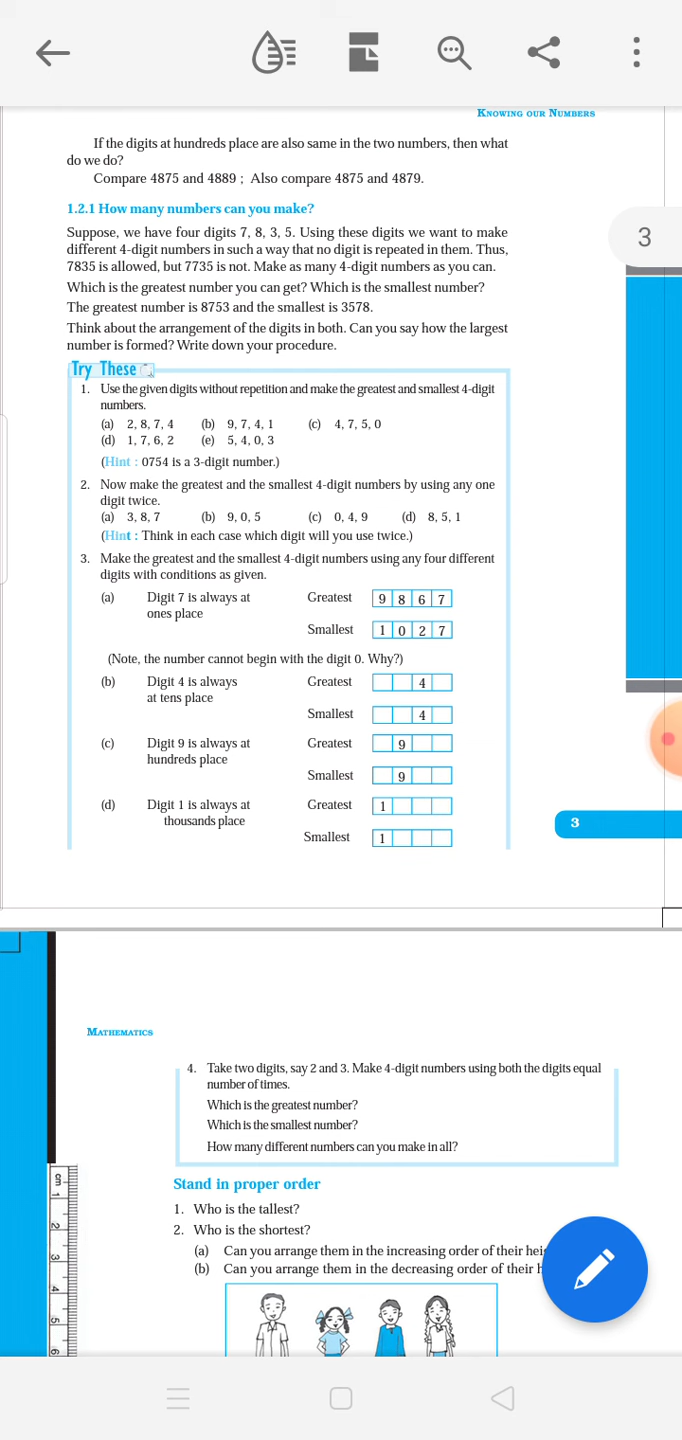 KNOWING OUR NUMBERS
If the digits at hundreds place are also same in the two numbers, then what
do we do?
Compare 4875 and 4889 ; Also compare 4875 and 4879.
1.2.1 How many numbers can you make?
Suppose, we have four digits 7, 8, 3, 5. Using these digits we want to make
different 4-digit numbers in such a way that no digit is repeated in them. Thus,
7835 is allowed, but 7735 is not. Make as many 4-digit numbers as you can.
Which is the greatest number you can get? Which is the smallest number?
The greatest number is 8753 and the smallest is 3578.
Think about the arrangement of the digits in both. Can you say how the largest
number is formed? Write down your procedure.
3
Try These
1. Use the given digits without repetition and make the greatest and smallest 4-digit
numbers.
(a) 2, 8, 7, 4 (b) 9, 7, 4, 1 (c) 4, 7, 5, 0
(d) 1, 7, 6, 2 (e) 5, 4, 0, 3
(Hint : 0754 is a 3-digit number.)
2. Now make the greatest and the smallest 4-digit numbers by using any one
digit twice.
(a) 3, 8, 7 (b) 9, 0, 5 (c) 0, 4, 9 (d) 8, 5, 1
(Hint : Think in each case which digit will you use twice.)
3. Make the greatest and the smallest 4-digit numbers using any four different
digits with conditions as given.
(a) Digit 7 is always at Greatest 9 8 6 7
ones place
Smallest 1 0 2 7
(Note, the number cannot begin with the digit 0. Why?)
(b) Digit 4 is always Greatest 4
at tens place
Smallest 4
(c) Digit 9 is always at Greatest 9
hundreds place
Smallest 9
(d) Digit 1 is always at Greatest 1
thousands place
Smallest 1
3
MATHEMATICS
4. Take two digits, say 2 and 3. Make 4-digit numbers using both the digits equal
number of times.
Which is the greatest number?
Which is the smallest number?
How many different numbers can you make in all?
Stand in proper order
1. Who is the tallest?
2. Who is the shortest?
(a) Can you arrange them in the increasing order of their hei
(b) Can you arrange them in the decreasing order of their h
cm 1
2
3
4
5
6